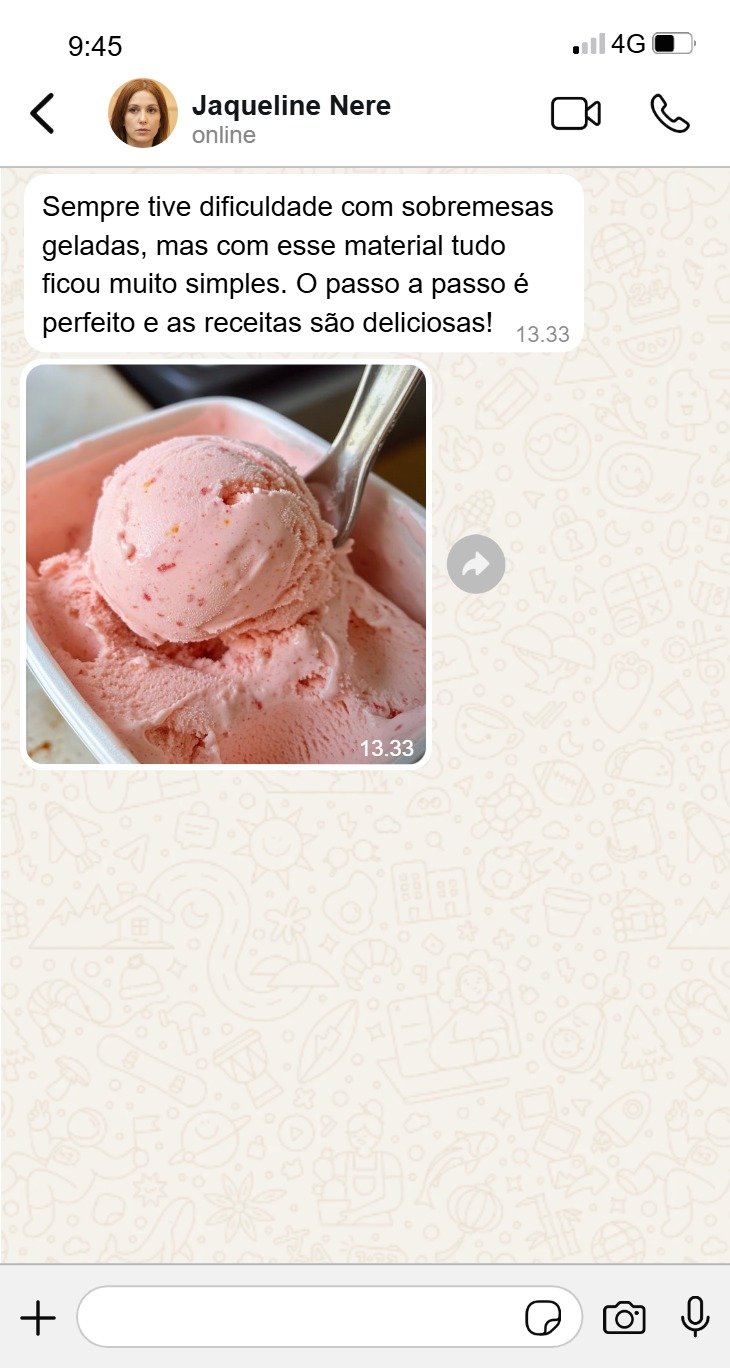 9:45
4G
Jaqueline Nere
online
Sempre tive dificuldade com sobremesas
geladas, mas com esse material tudo
ficou muito simples. O passo a passo é
perfeito e as receitas são deliciosas!
13.33
13.33